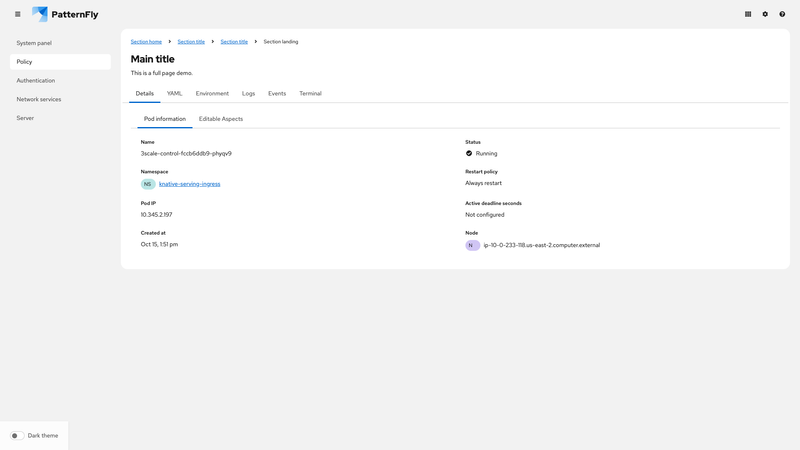 PatternFly
System panel
Policy
Authentication
Network services
Server
Section home > Section title > Section title > Section landing
Main title
This is a full page demo.
Details YAML Environment Logs Events Terminal
Pod information Editable Aspects
Name
3scale-control-fccb6ddb9-phyqv9
Status
Running
Namespace
NS knative-serving-ingress
Restart policy
Always restart
Pod IP
10.345.2.197
Active deadline seconds
Not configured
Created at
Oct 15, 1:51 pm
Node
N ip-10-0-233-118.us-east-2.computer.external
Dark theme